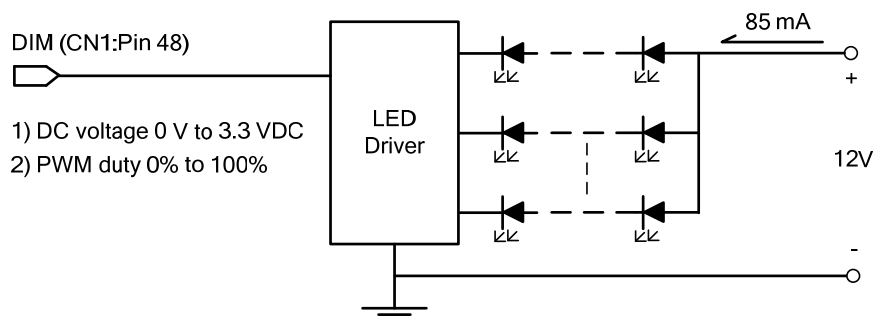 DIM (CN1:Pin 48)
1) DC voltage 0 V to 3.3 VDC
2) PWM duty 0% to 100%
LED
Driver
85 mA
+
12V
-